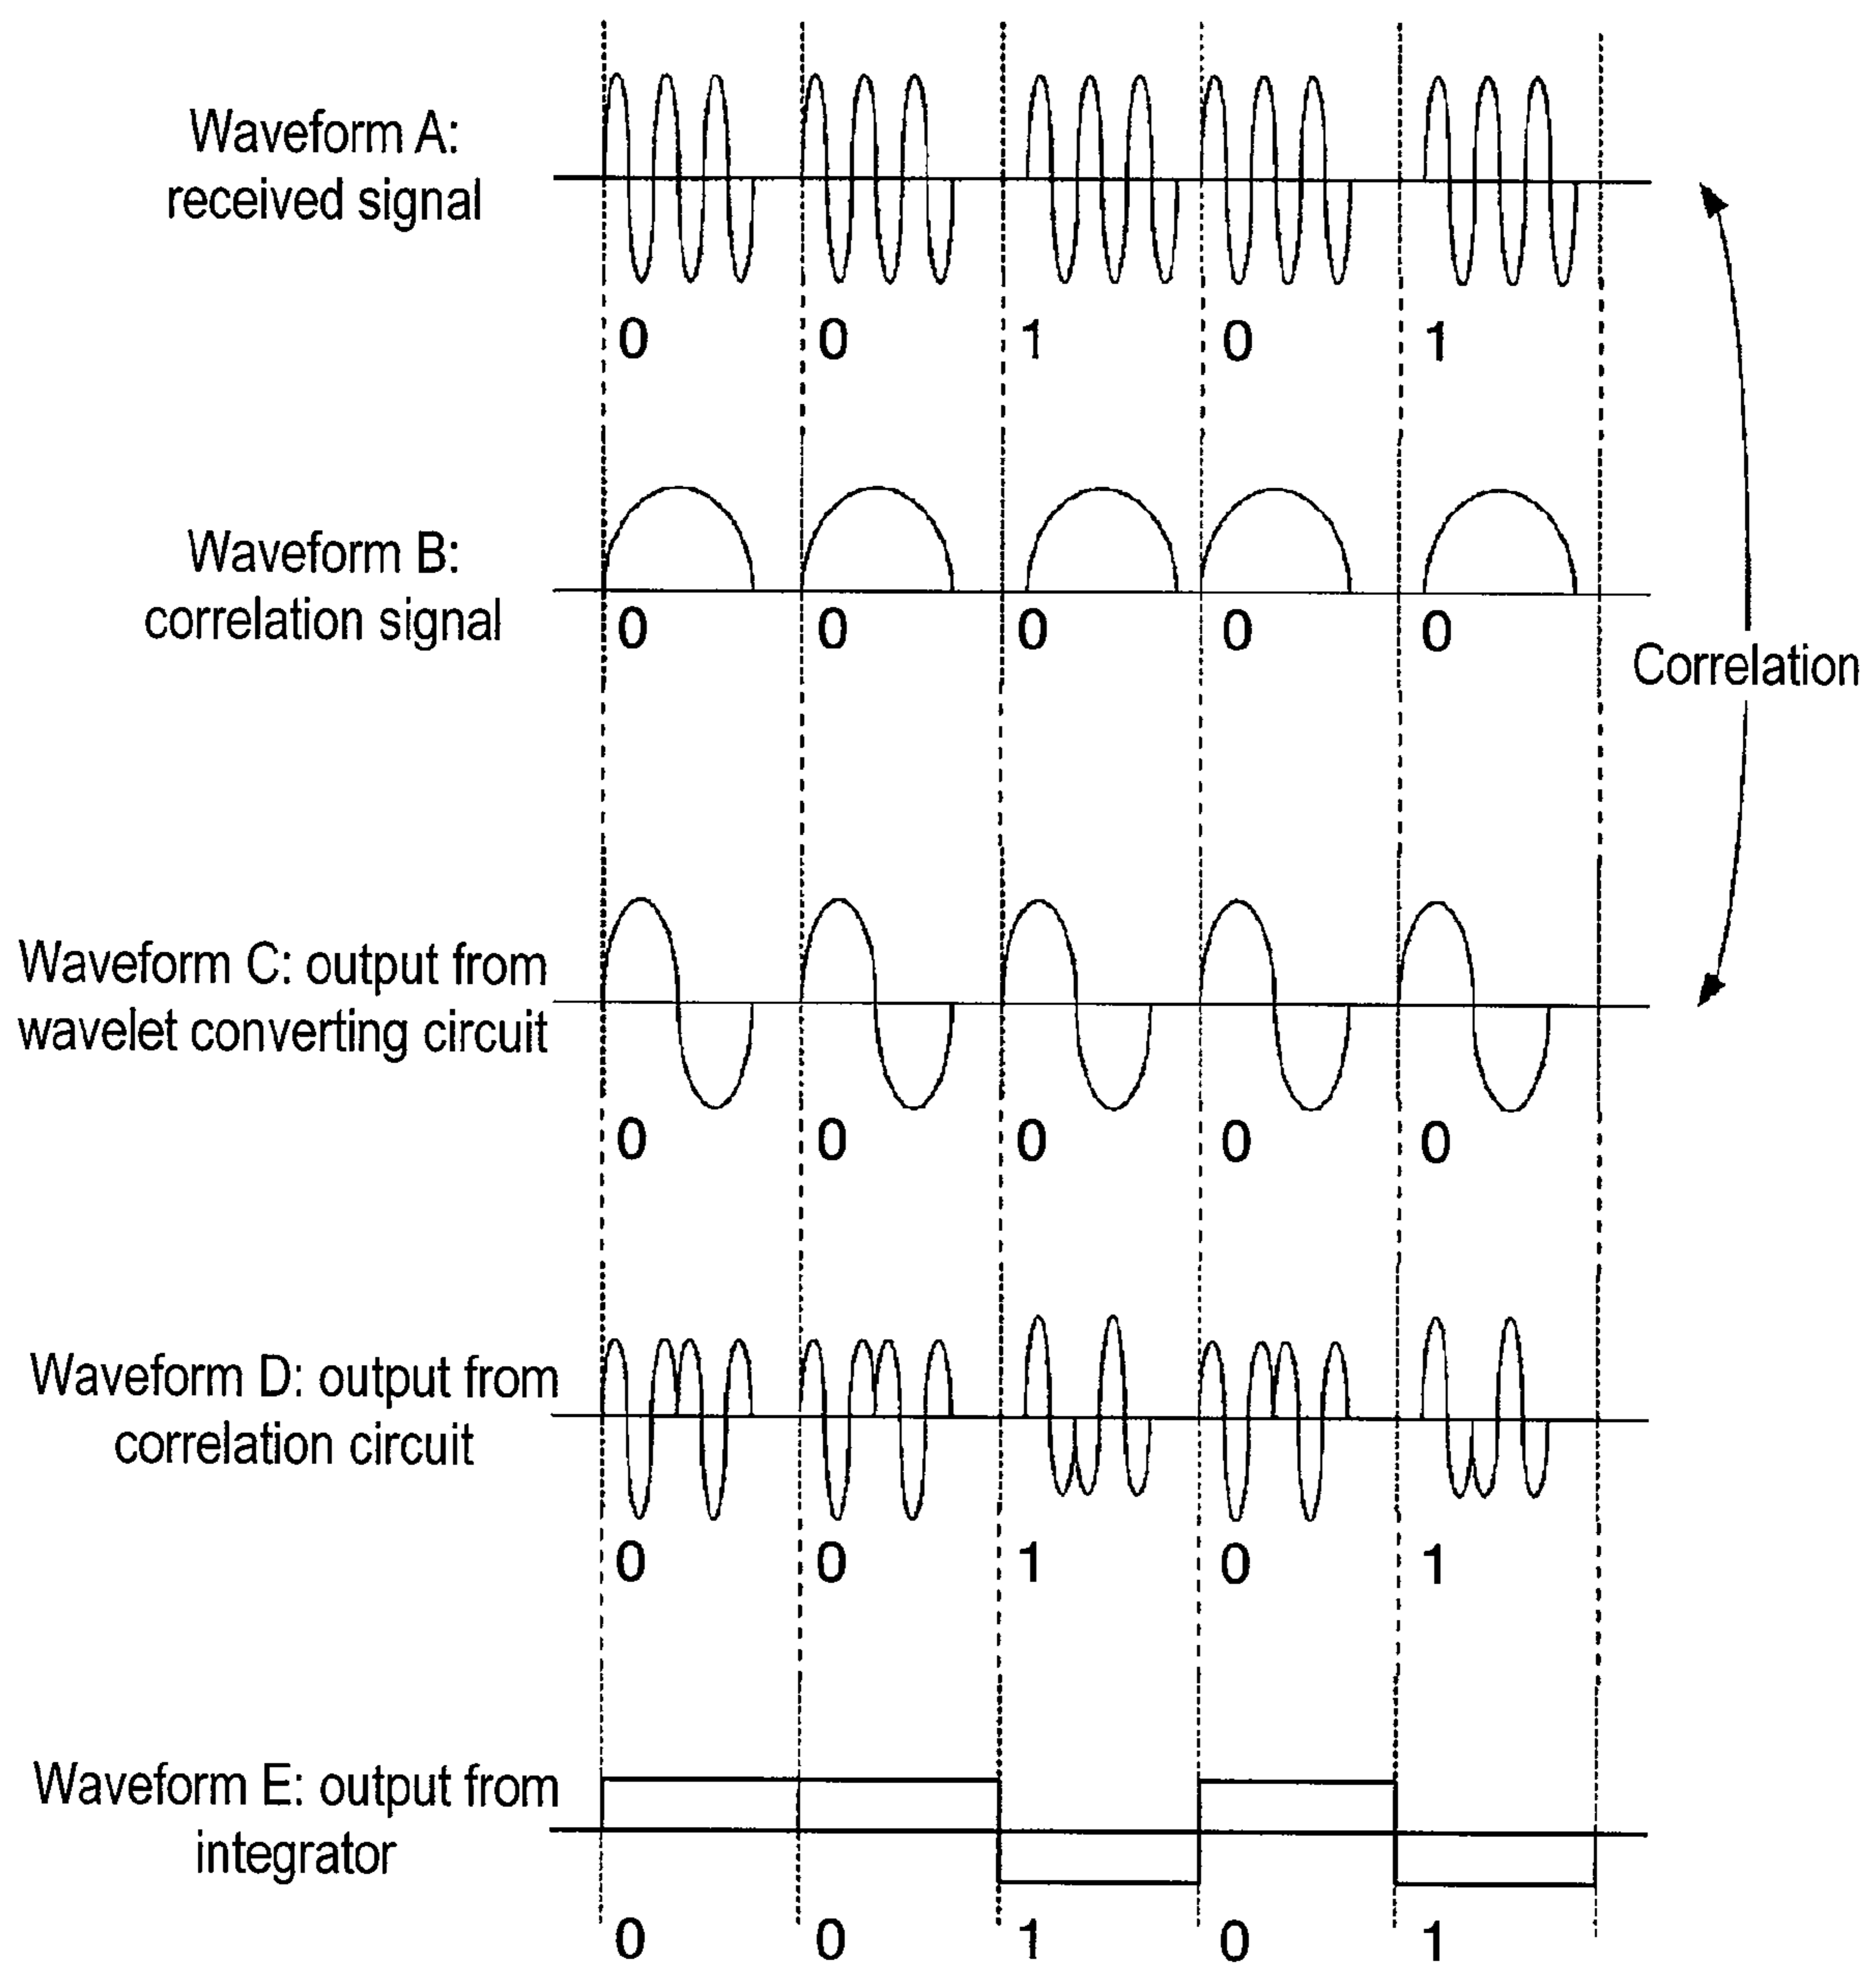 Waveform A:
received signal
0 0 1 0 1
Waveform B:
correlation signal
0 0 0 0 0
Correlation
Waveform C: output from
wavelet converting circuit
0 0 0 0 0
Waveform D: output from
correlation circuit
0 0 1 0 1
Waveform E: output from
integrator
0 0 1 0 1